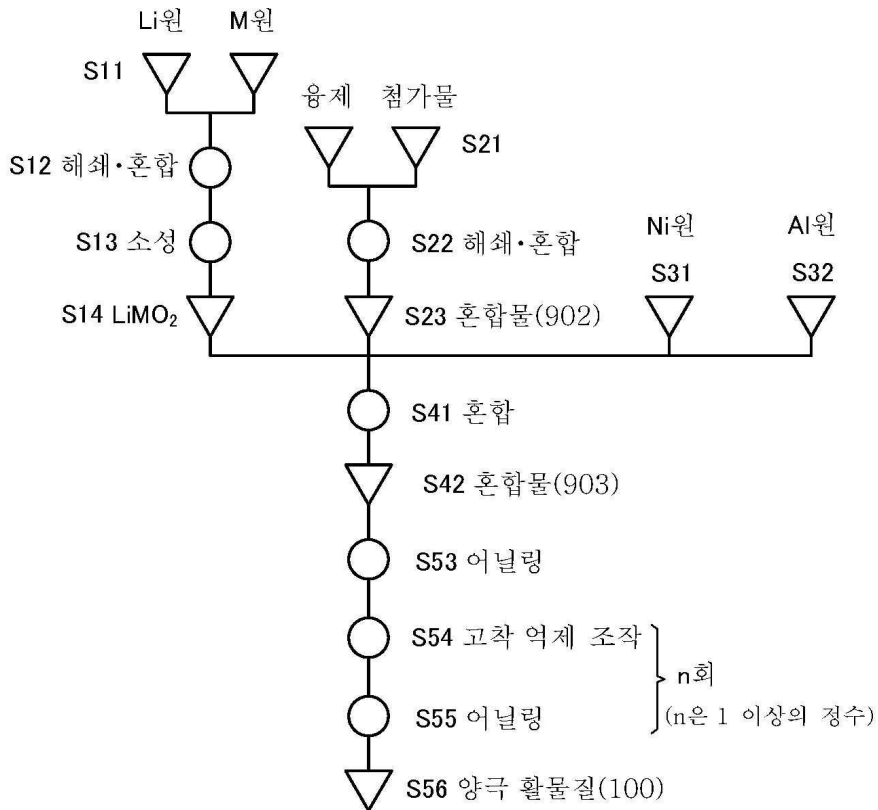 Li원 M원
S11
융제 첨가물
S21
S12 해쇄•혼합
S13 소성
S22 해쇄•혼합
Ni원 Al원
S31 S32
S14 LiMO₂
S23 혼합물(902)
S41 혼합
S42 혼합물(903)
S53 어닐링
S54 고착 억제 조작
n회
(n은 1 이상의 정수)
S55 어닐링
S56 양극 활물질(100)